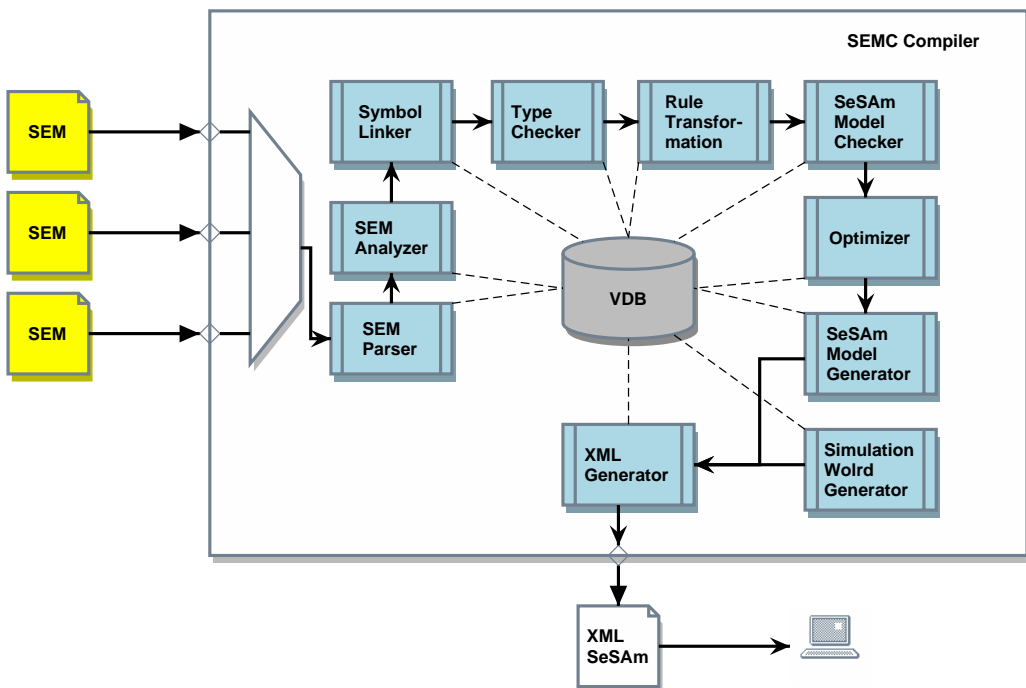 SEMC Compiler
SEM
SEM
SEM
Symbol
Linker
Type
Checker
Rule
Transfor-
mation
SeSAm
Model
Checker
SEM
Analyzer
Optimizer
VDB
SEM
Parser
SeSAm
Model
Generator
XML
Generator
Simulation
Wolrd
Generator
XML
SeSAm